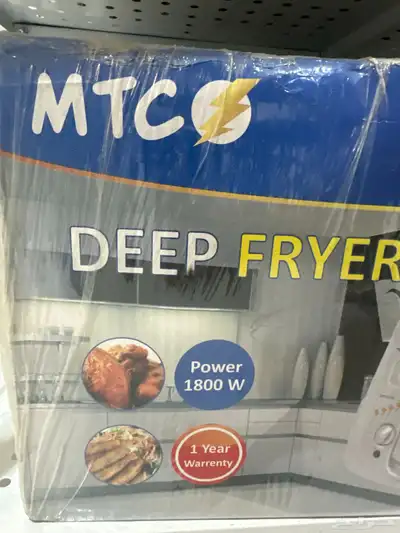 MTC
DEEP FRYER
Power
1800 W
1 Year
Warrenty